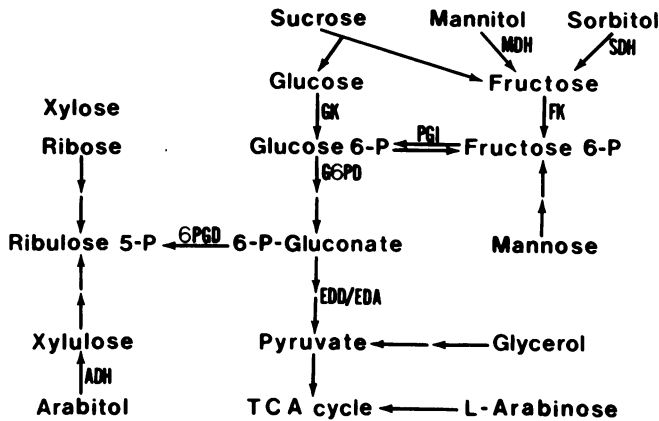 Sucrose Mannitol Sorbitol
MDH SDH
Glucose Fructose
Xylose GK FK
Ribose Glucose 6-P PGI Fructose 6-P
G6PD
Ribulose 5-P 6PGD 6-P-Gluconate Mannose
EDD/EDA
Xylulose Pyruvate Glycerol
ADH
Arabitol TCA cycle L-Arabinose